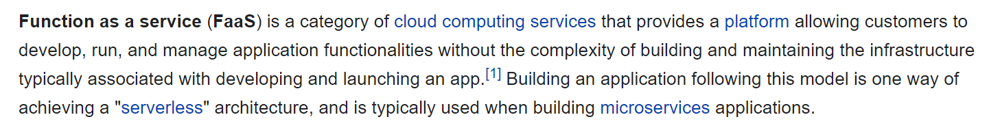 Function as a service (FaaS) is a category of cloud computing services that provides a platform allowing customers to
develop, run, and manage application functionalities without the complexity of building and maintaining the infrastructure
typically associated with developing and launching an app.[1] Building an application following this model is one way of
achieving a "serverless" architecture, and is typically used when building microservices applications.